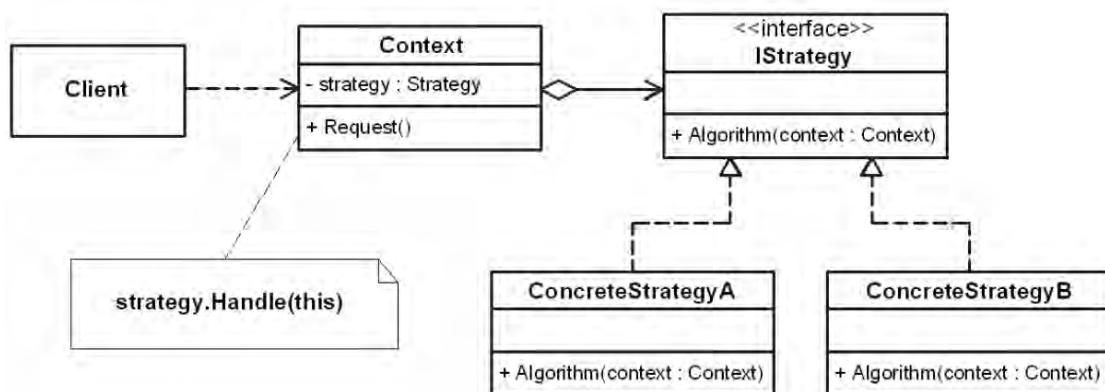 Client
Context
- strategy : Strategy
+ Request()
<<interface>>
IStrategy
+ Algorithm(context : Context)
strategy.Handle(this)
ConcreteStrategyA
+ Algorithm(context : Context)
ConcreteStrategyB
+ Algorithm(context : Context)